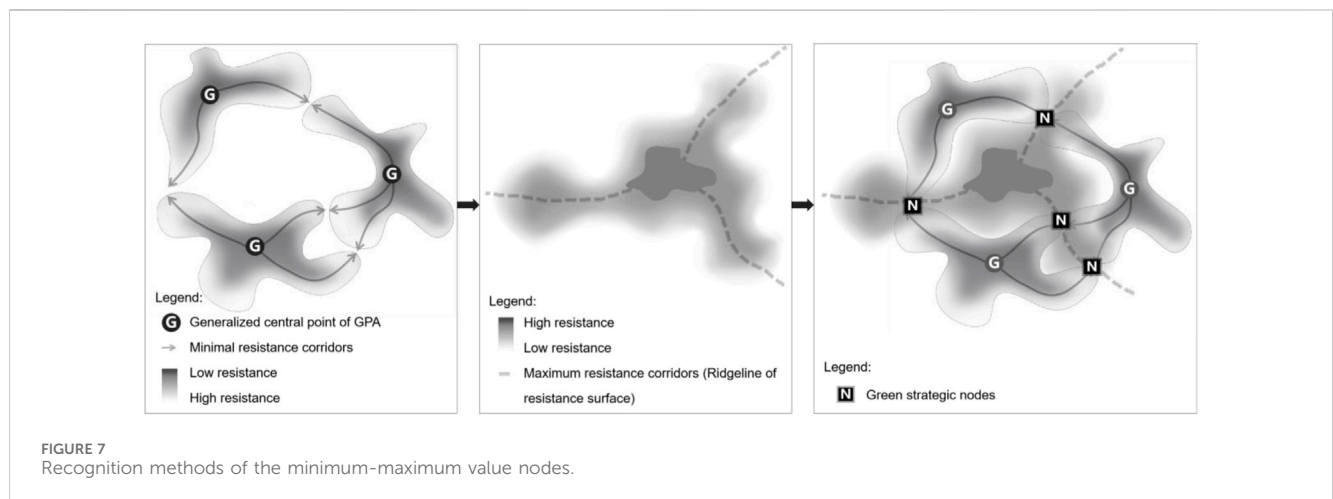 G
G
G
Legend:
G Generalized central point of GPA
Minimal resistance corridors
Low resistance
High resistance
Legend:
High resistance
Low resistance
Maximum resistance corridors (Ridgeline of
resistance surface)
G
N
G
N
N
G
N
Legend:
N Green strategic nodes
FIGURE 7
Recognition methods of the minimum-maximum value nodes.